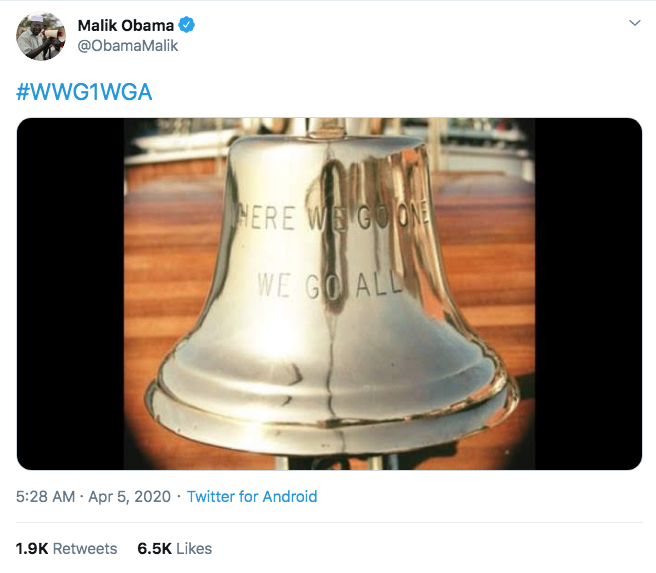 Malik Obama
@ObamaMalik
#WWG1WGA
HERE WE GO ONE
WE GO ALL
5:28 AM · Apr 5, 2020 · Twitter for Android
1.9K Retweets 6.5K Likes